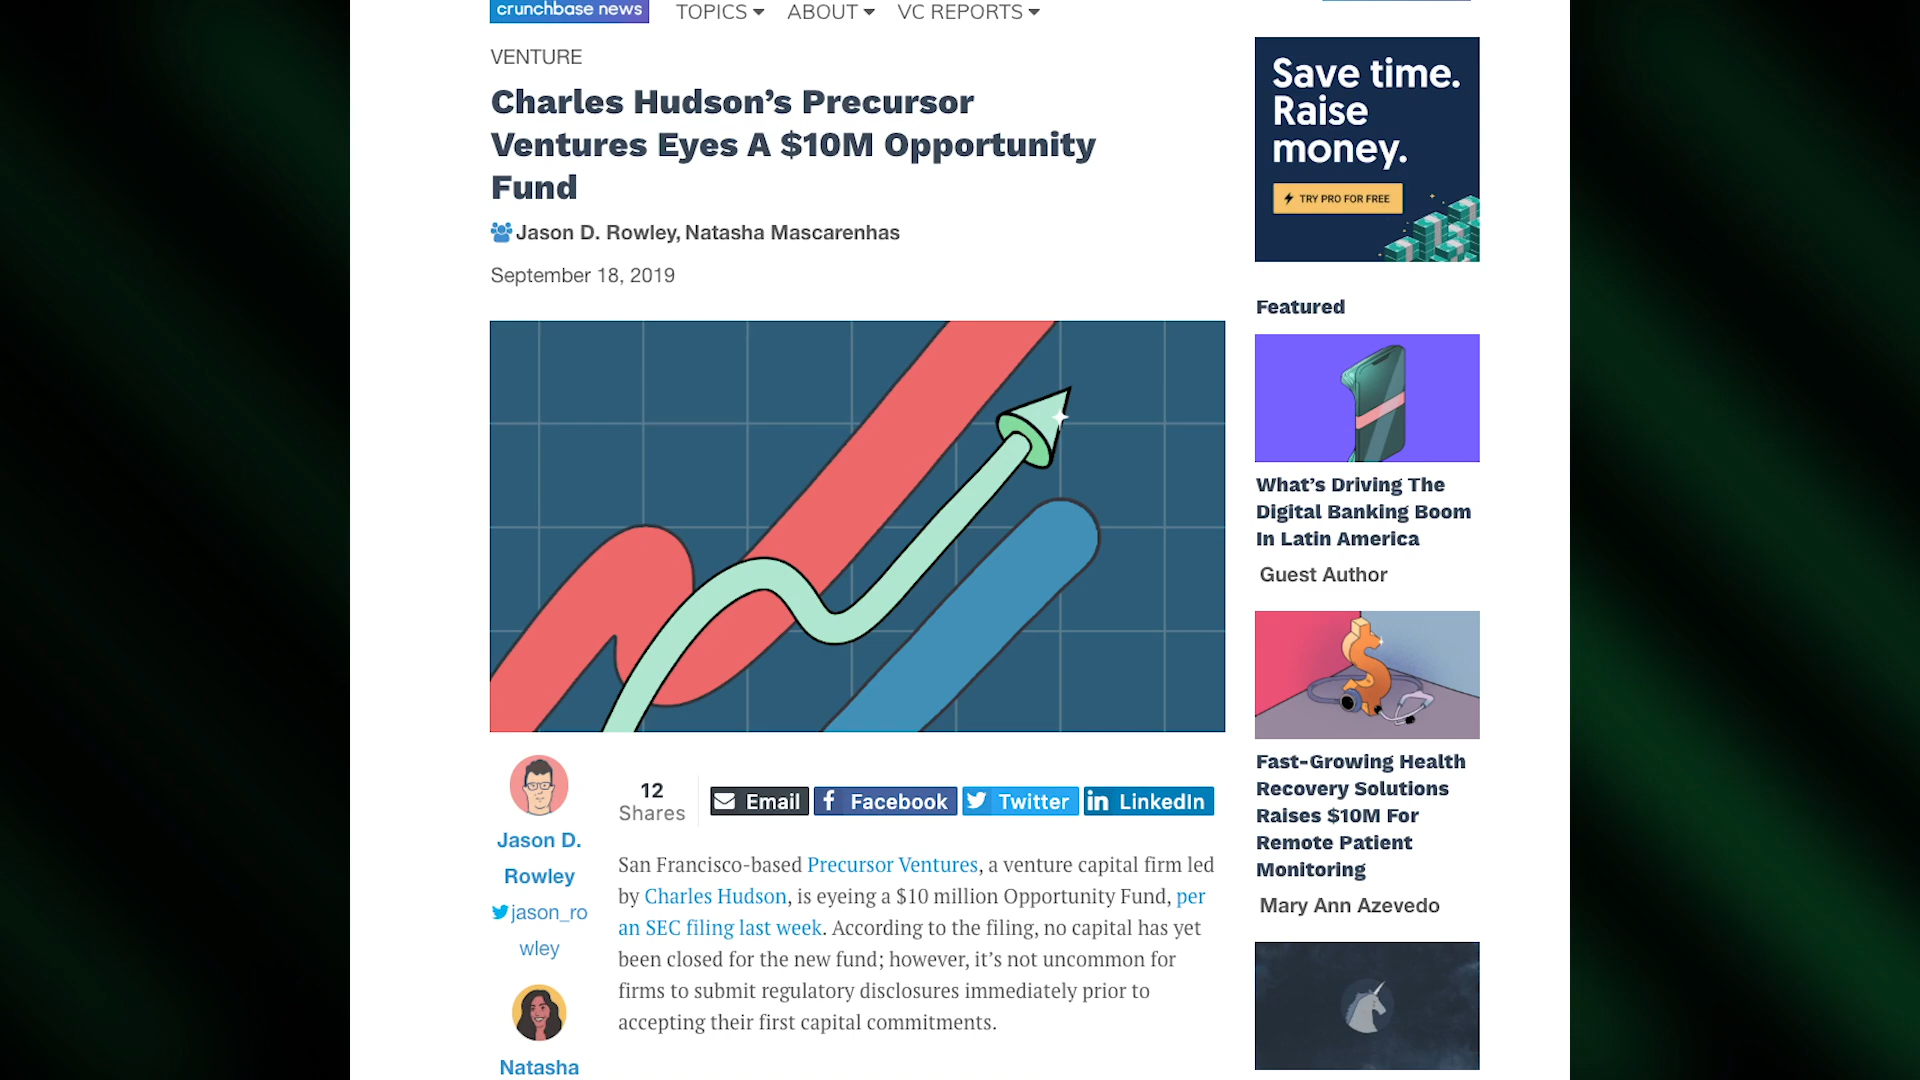 crunchbase news
TOPICS ABOUT VC REPORTS
VENTURE
Charles Hudson’s Precursor
Ventures Eyes A $10M Opportunity
Fund
Jason D. Rowley, Natasha Mascarenhas
September 18, 2019
12
Shares
Email
Facebook
Twitter
LinkedIn
Jason D.
Rowley
jason_ro
wley
Natasha
San Francisco-based Precursor Ventures, a venture capital firm led
by Charles Hudson, is eyeing a $10 million Opportunity Fund, per
an SEC filing last week. According to the filing, no capital has yet
been closed for the new fund; however, it’s not uncommon for
firms to submit regulatory disclosures immediately prior to
accepting their first capital commitments.
Save time.
Raise
money.
TRY PRO FOR FREE
Featured
What’s Driving The
Digital Banking Boom
In Latin America
Guest Author
Fast-Growing Health
Recovery Solutions
Raises $10M For
Remote Patient
Monitoring
Mary Ann Azevedo